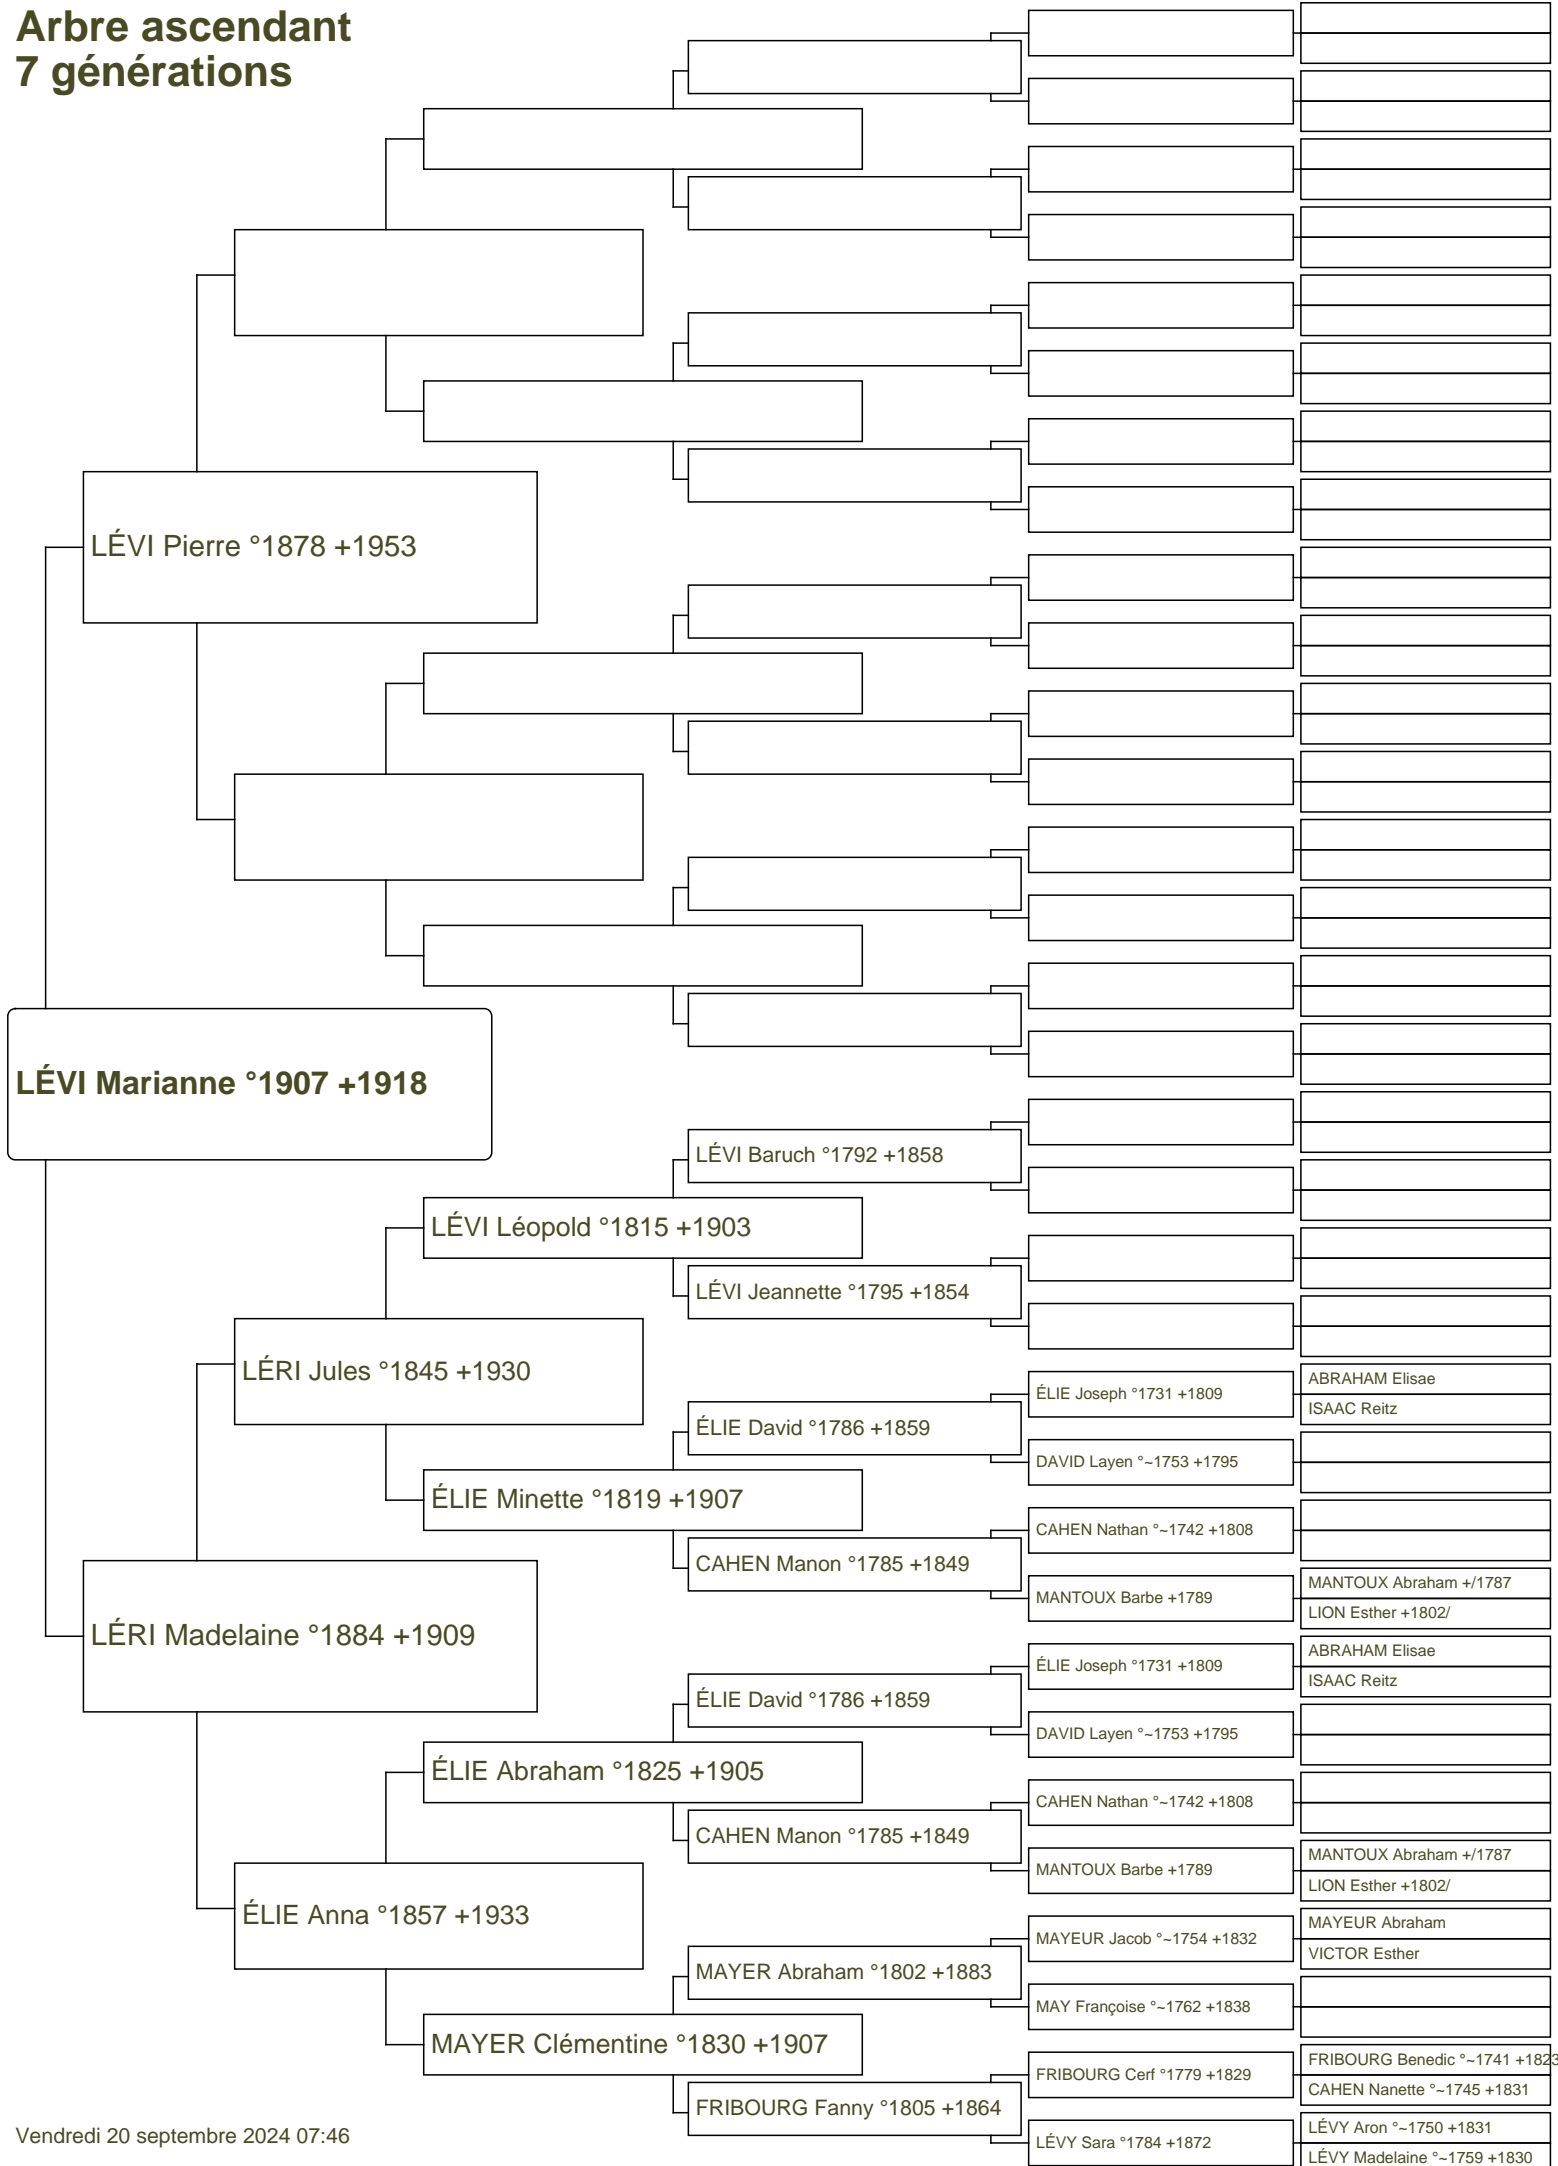 Arbre ascendant
7 générations
LÉVI Pierre °1878 +1953
LÉVI Marianne °1907 +1918
LÉVI Baruch °1792 +1858
LÉVI Léopold °1815 +1903
LÉVI Jeannette °1795 +1854
LÉRI Jules °1845 +1930
ABRAHAM Elisae
ÉLIE Joseph °1731 +1809
ISAAC Reitz
ÉLIE David °1786 +1859
DAVID Layen °~1753 +1795
ÉLIE Minette °1819 +1907
CAHEN Nathan °~1742 +1808
CAHEN Manon °1785 +1849
MANTOUX Abraham +/1787
MANTOUX Barbe +1789
LION Esther +1802/
LÉRI Madelaine °1884 +1909
ABRAHAM Elisae
ÉLIE Joseph °1731 +1809
ISAAC Reitz
ÉLIE David °1786 +1859
DAVID Layen °~1753 +1795
ÉLIE Abraham °1825 +1905
CAHEN Nathan °~1742 +1808
CAHEN Manon °1785 +1849
MANTOUX Abraham +/1787
MANTOUX Barbe +1789
LION Esther +1802/
ÉLIE Anna °1857 +1933
MAYEUR Abraham
MAYEUR Jacob °~1754 +1832
VICTOR Esther
MAYER Abraham °1802 +1883
MAY Françoise °~1762 +1838
MAYER Clémentine °1830 +1907
FRIBOURG Benedic °~1741 +1823
FRIBOURG Cerf °1779 +1829
CAHEN Nanette °~1745 +1831
FRIBOURG Fanny °1805 +1864
LÉVY Aron °~1750 +1831
LÉVY Sara °1784 +1872
LÉVY Madelaine °~1759 +1830
Vendredi 20 septembre 2024 07:46